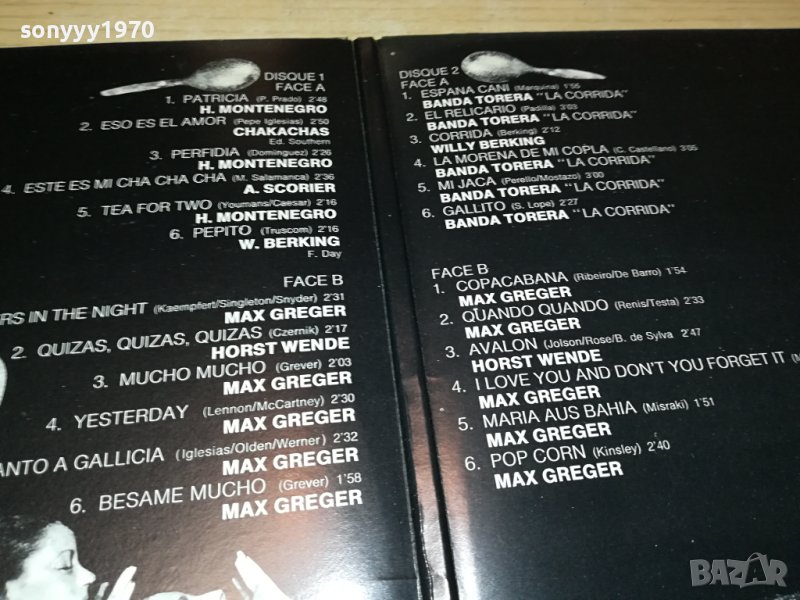 sonyyy1970
DISQUE 1
FACE A
1. PATRICIA (P. Prado) 2'48
H. MONTENEGRO
2. ESO ES EL AMOR (Pepe Iglesias) 2'50
CHAKACHAS
Ed. Southern
3. PERFIDIA (Dominguez) 2'26
H. MONTENEGRO
4. ESTE ES MI CHA CHA CHA (M. Salamanca) 2'36
A. SCORIER
5. TEA FOR TWO (Youmans/Caesar) 2'16
H. MONTENEGRO
6. PEPITO (Truscom) 2'16
W. BERKING
F. Day
FACE B
RS IN THE NIGHT (Kaempfert/Singleton/Snyder) 2'31
MAX GREGER
2. QUIZAS, QUIZAS, QUIZAS (Czernik) 2'17
HORST WENDE
3. MUCHO MUCHO (Grever) 2'03
MAX GREGER
4. YESTERDAY (Lennon/McCartney) 2'30
MAX GREGER
ANTO A GALLICIA (Iglesias/Olden/Werner) 2'32
MAX GREGER
6. BESAME MUCHO (Grever) 1'58
MAX GREGER
DISQUE 2
FACE A
1. ESPANA CANI (Marquina) 1'56
BANDA TORERA "LA CORRIDA"
2. EL RELICARIO (Padilla) 3'03
BANDA TORERA "LA CORRIDA"
3. CORRIDA (Berking) 2'12
WILLY BERKING
4. LA MORENA DE MI COPLA (C. Castellano) 3'05
BANDA TORERA "LA CORRIDA"
5. MI JACA (Perello/Mostazo) 3'00
BANDA TORERA "LA CORRIDA"
6. GALLITO (S. Lope) 2'27
BANDA TORERA "LA CORRIDA"
FACE B
1. COPACABANA (Ribeiro/De Barro) 1'54
MAX GREGER
2. QUANDO QUANDO (Renis/Testa) 2'33
MAX GREGER
3. AVALON (Jolson/Rose/B. de Sylva 2'47
HORST WENDE
4. I LOVE YOU AND DON'T YOU FORGET IT (M
MAX GREGER
5. MARIA AUS BAHIA (Misraki) 1'51
MAX GREGER
6. POP CORN (Kinsley) 2'40
MAX GREGER
BAZAR